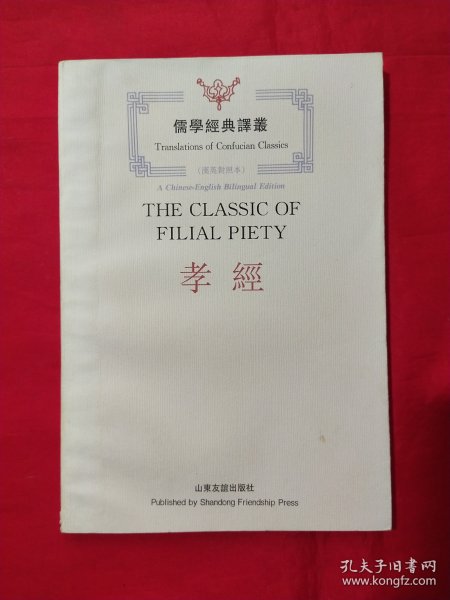 儒學經典譯叢
Translations of Confucian Classics
(漢英對照本)
A Chinese-English Bilingual Edition
THE CLASSIC OF
FILIAL PIETY
孝經
山東友誼出版社
Published by Shandong Friendship Press
孔夫子旧书网
www.kongfz.com